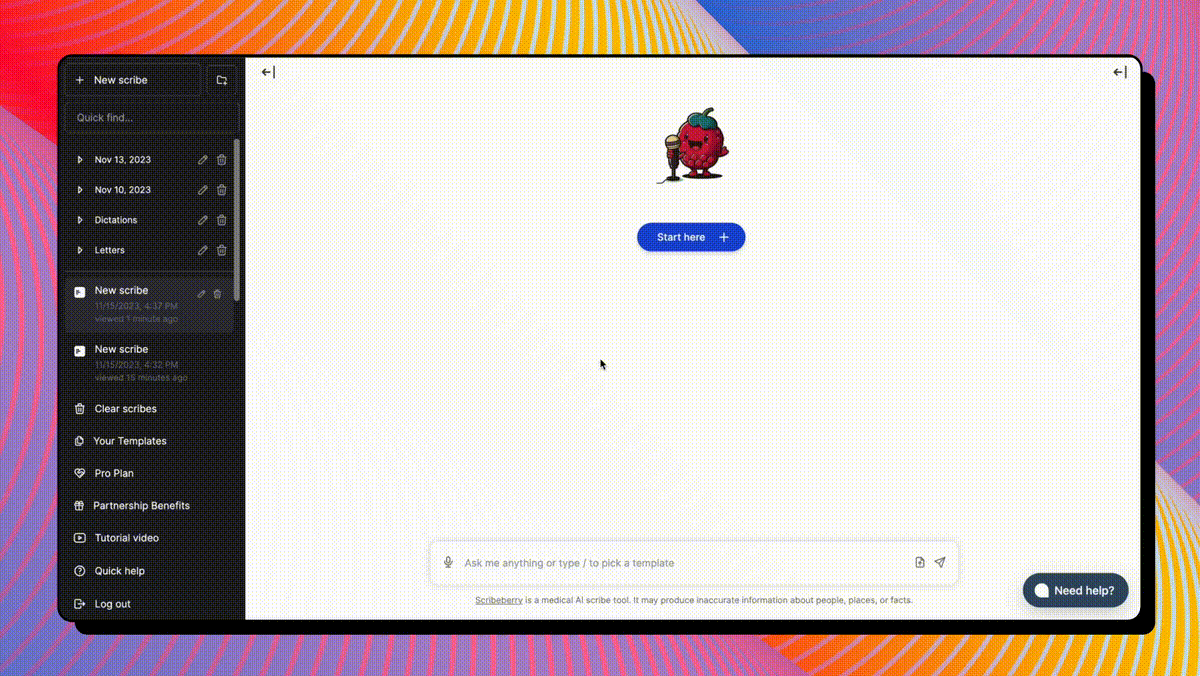 New scribe
Quick find...
Nov 13, 2023
Nov 10, 2023
Dictations
Letters
New scribe
11/15/2023, 4:37 PM
viewed 1 minute ago
New scribe
11/15/2023, 4:32 PM
viewed 15 minutes ago
Clear scribes
Your Templates
Pro Plan
Partnership Benefits
Tutorial video
Quick help
Log out
Start here
Ask me anything or type / to pick a template
Scribeberry is a medical AI scribe tool. It may produce inaccurate information about people, places, or facts.
Need help?